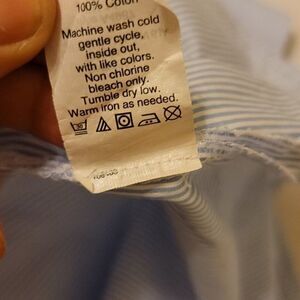 100% Cotton
Machine wash cold
gentle cycle,
inside out,
with like colors.
Non chlorine
bleach only.
Tumble dry low.
Warm iron as needed.